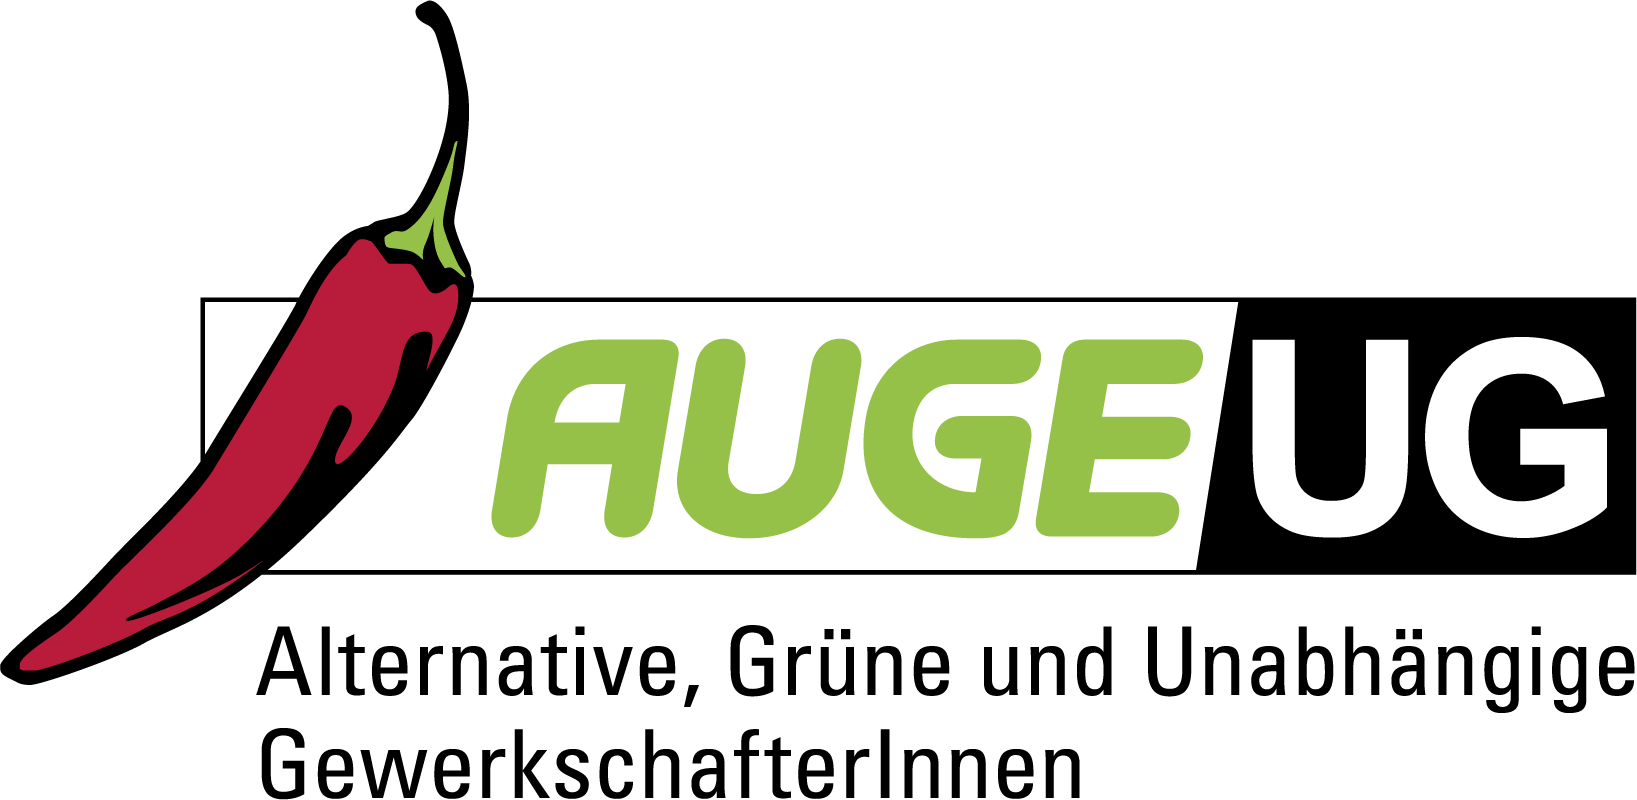 AUGE UG
Alternative, Grüne und Unabhängige
GewerkschafterInnen